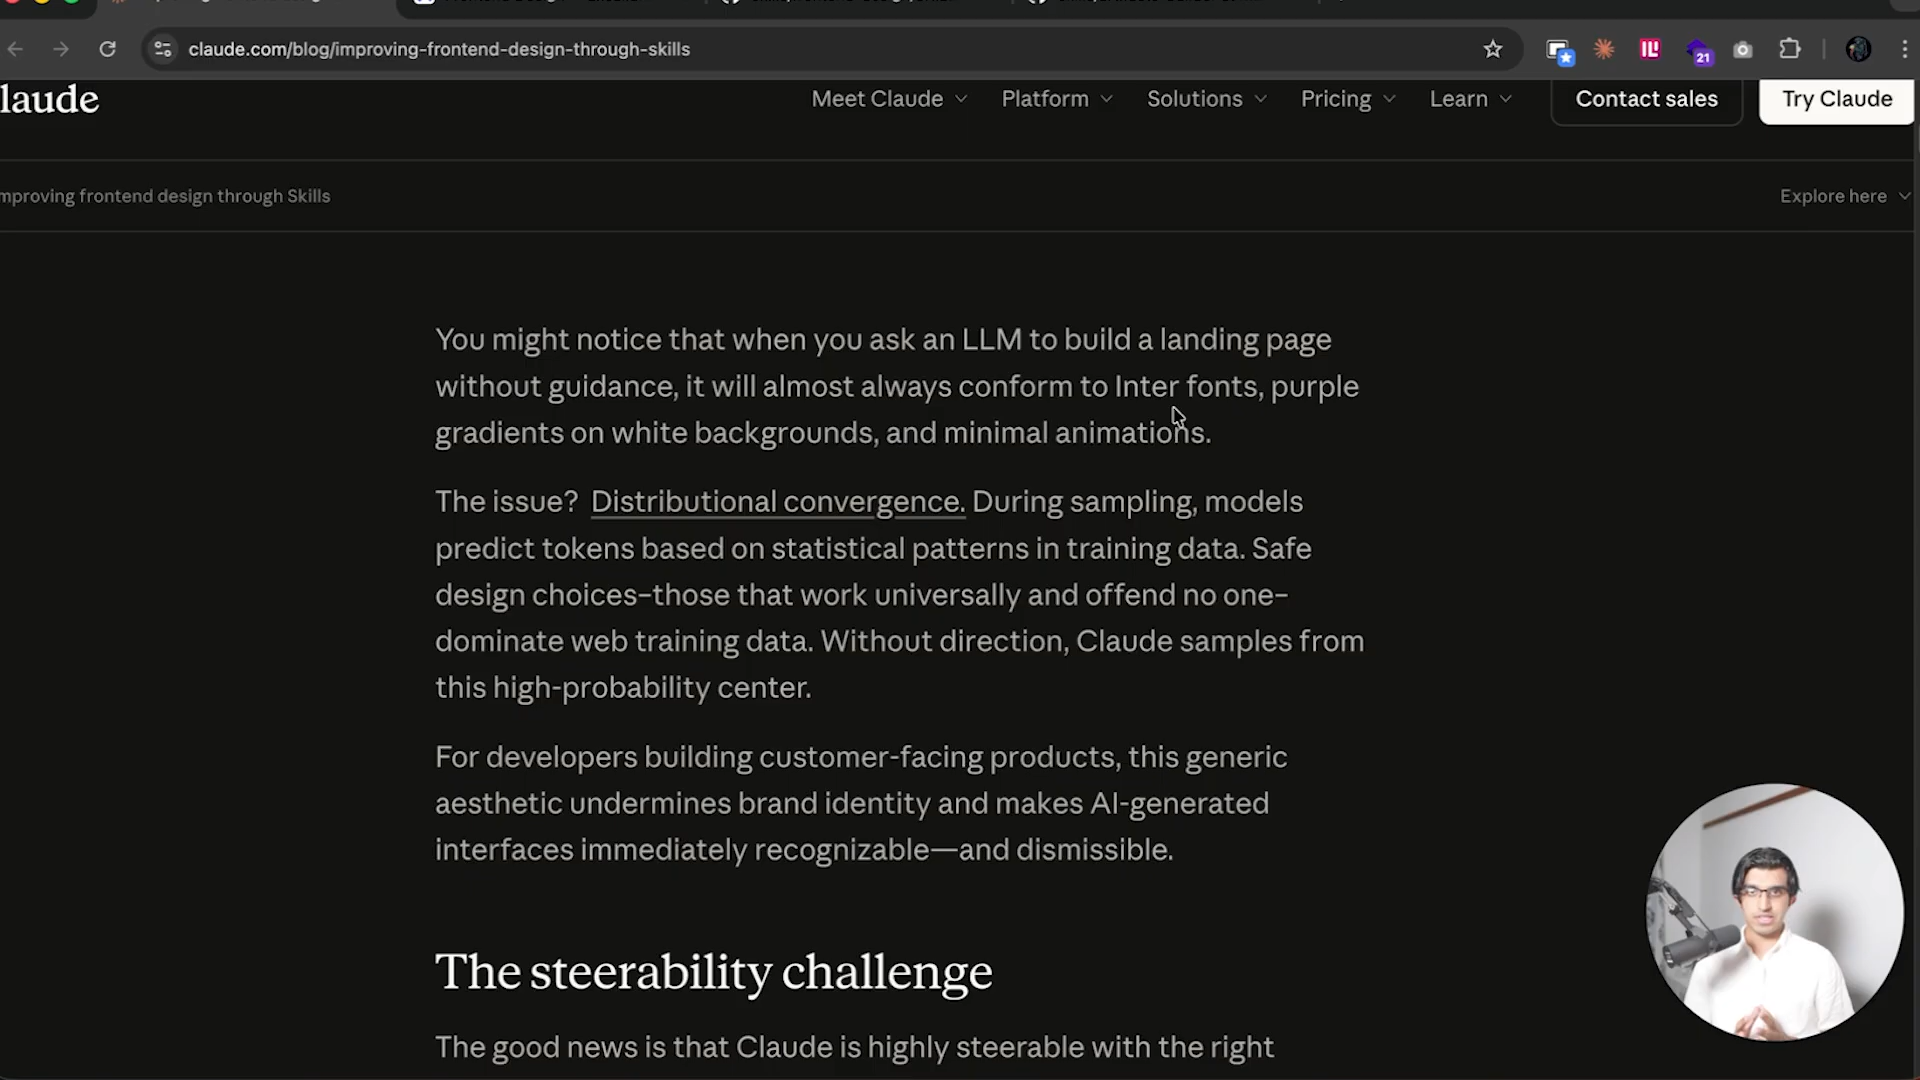 claude.com/blog/improving-frontend-design-through-skills
21
laude
Meet Claude
Platform
Solutions
Pricing
Learn
Contact sales
Try Claude
mproving frontend design through Skills
Explore here
You might notice that when you ask an LLM to build a landing page
without guidance, it will almost always conform to Inter fonts, purple
gradients on white backgrounds, and minimal animations.
The issue? Distributional convergence. During sampling, models
predict tokens based on statistical patterns in training data. Safe
design choices–those that work universally and offend no one–
dominate web training data. Without direction, Claude samples from
this high-probability center.
For developers building customer-facing products, this generic
aesthetic undermines brand identity and makes AI-generated
interfaces immediately recognizable—and dismissible.
The steerability challenge
The good news is that Claude is highly steerable with the right